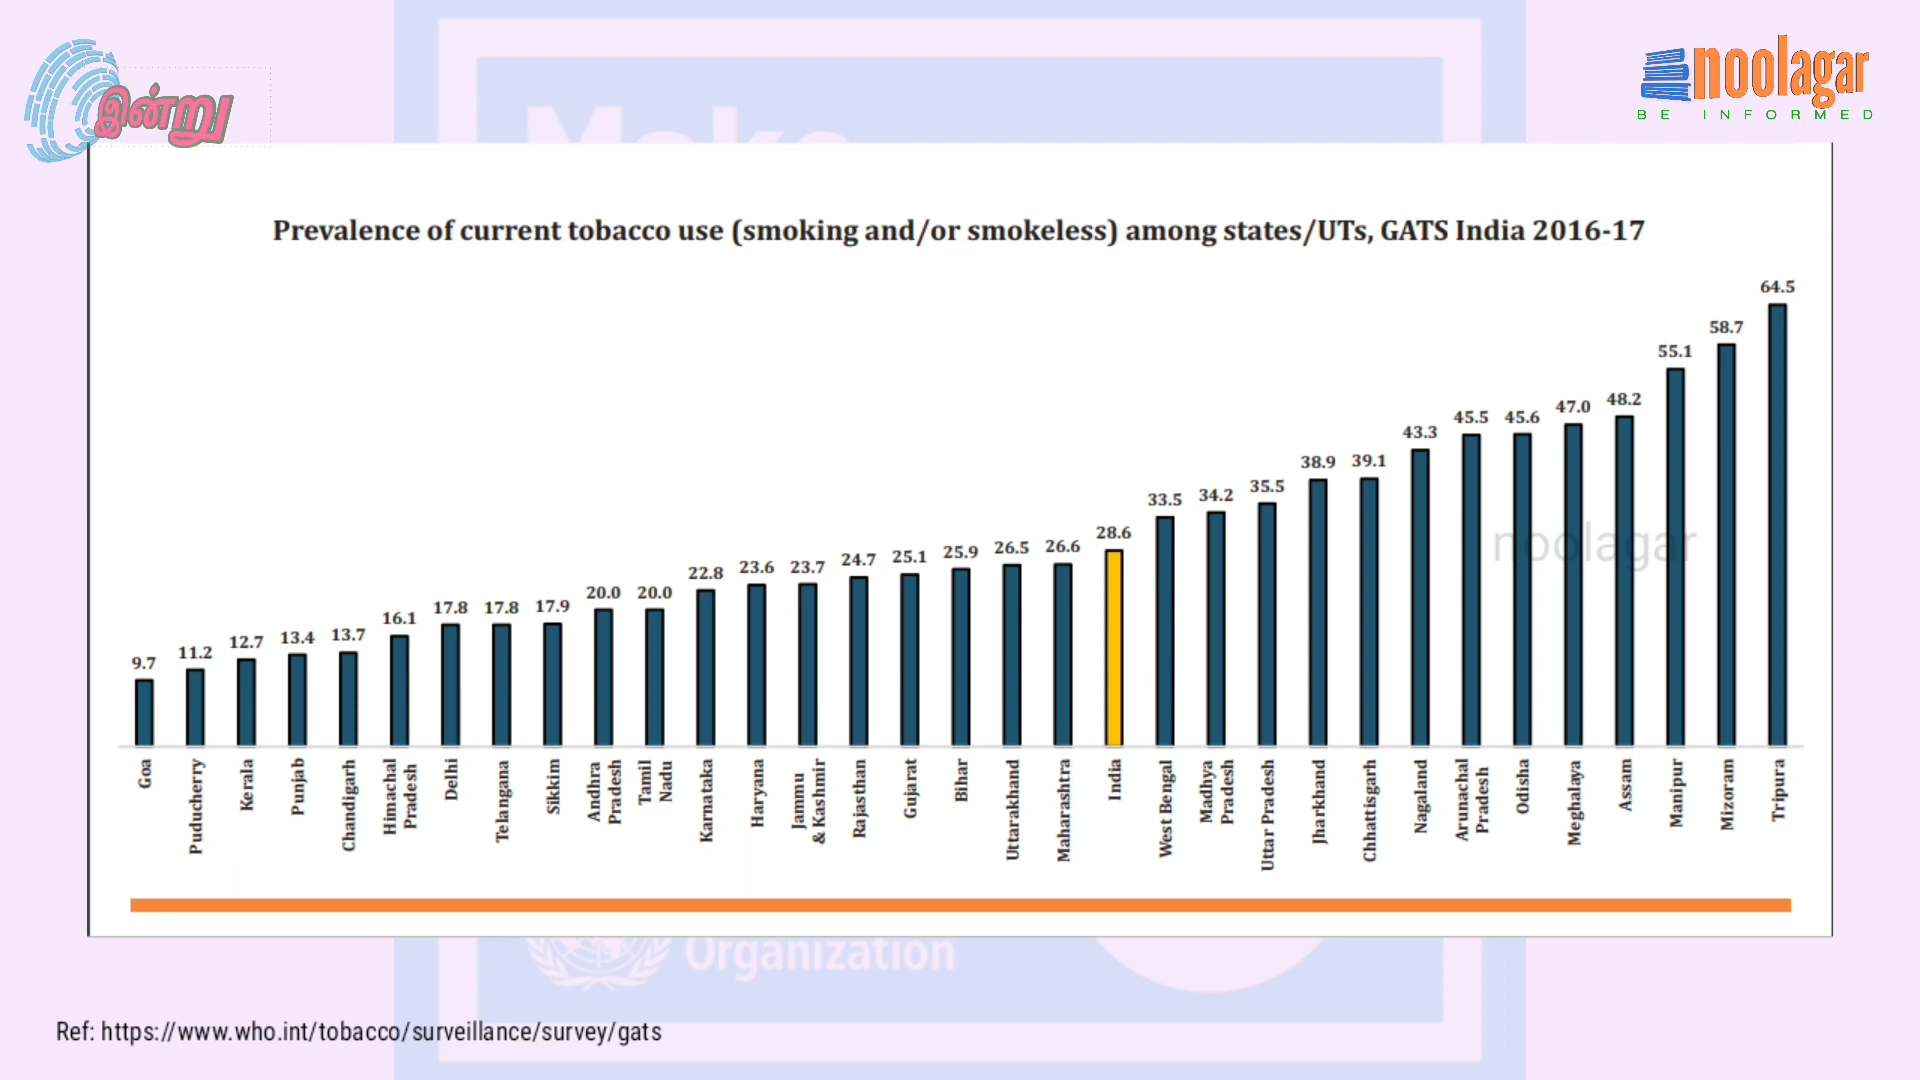 இன்று
noolagar
BE INFORMED
Make
Prevalence of current tobacco use (smoking and/or smokeless) among states/UTs, GATS India 2016-17
9.7
11.2
12.7
13.4
13.7
16.1
17.8
17.8
17.9
20.0
20.0
22.8
23.6
23.7
24.7
25.1
25.9
26.5
26.6
28.6
33.5
34.2
35.5
38.9
39.1
43.3
45.5
45.6
47.0
48.2
55.1
58.7
64.5
noolagar
Goa
Puducherry
Kerala
Punjab
Chandigarh
Himachal
Pradesh
Delhi
Telangana
Sikkim
Andhra
Pradesh
Tamil
Nadu
Karnataka
Haryana
Jammu
& Kashmir
Rajasthan
Gujarat
Bihar
Uttarakhand
Maharashtra
India
West Bengal
Madhya
Pradesh
Uttar Pradesh
Jharkhand
Chhattisgarh
Nagaland
Arunachal
Pradesh
Odisha
Meghalaya
Assam
Manipur
Mizoram
Tripura
Organization
Ref: https://www.who.int/tobacco/surveillance/survey/gats